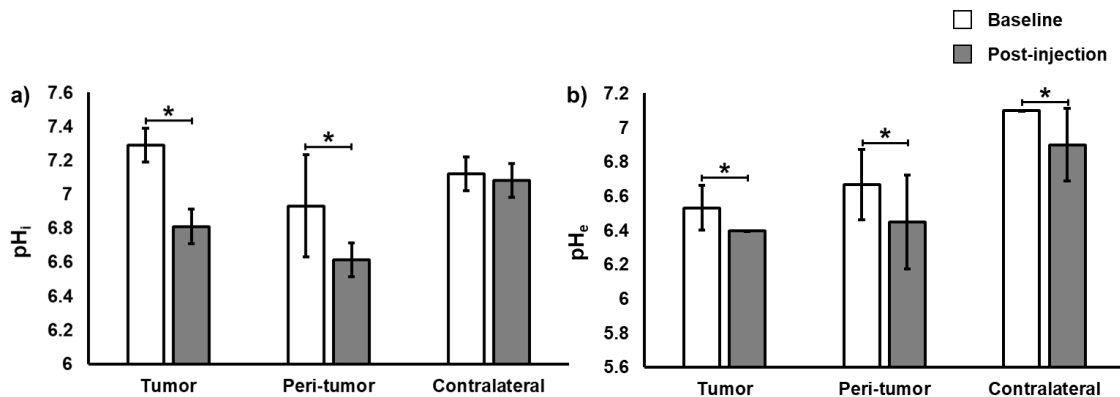 Baseline
Post-injection
a)
7.6
7.4
7.2
7
6.8
6.6
6.4
6.2
6
pHi
*
*
Tumor
Peri-tumor
Contralateral
b)
7.2
7
6.8
6.6
6.4
6.2
6
5.8
5.6
pHe
*
*
*
Tumor
Peri-tumor
Contralateral